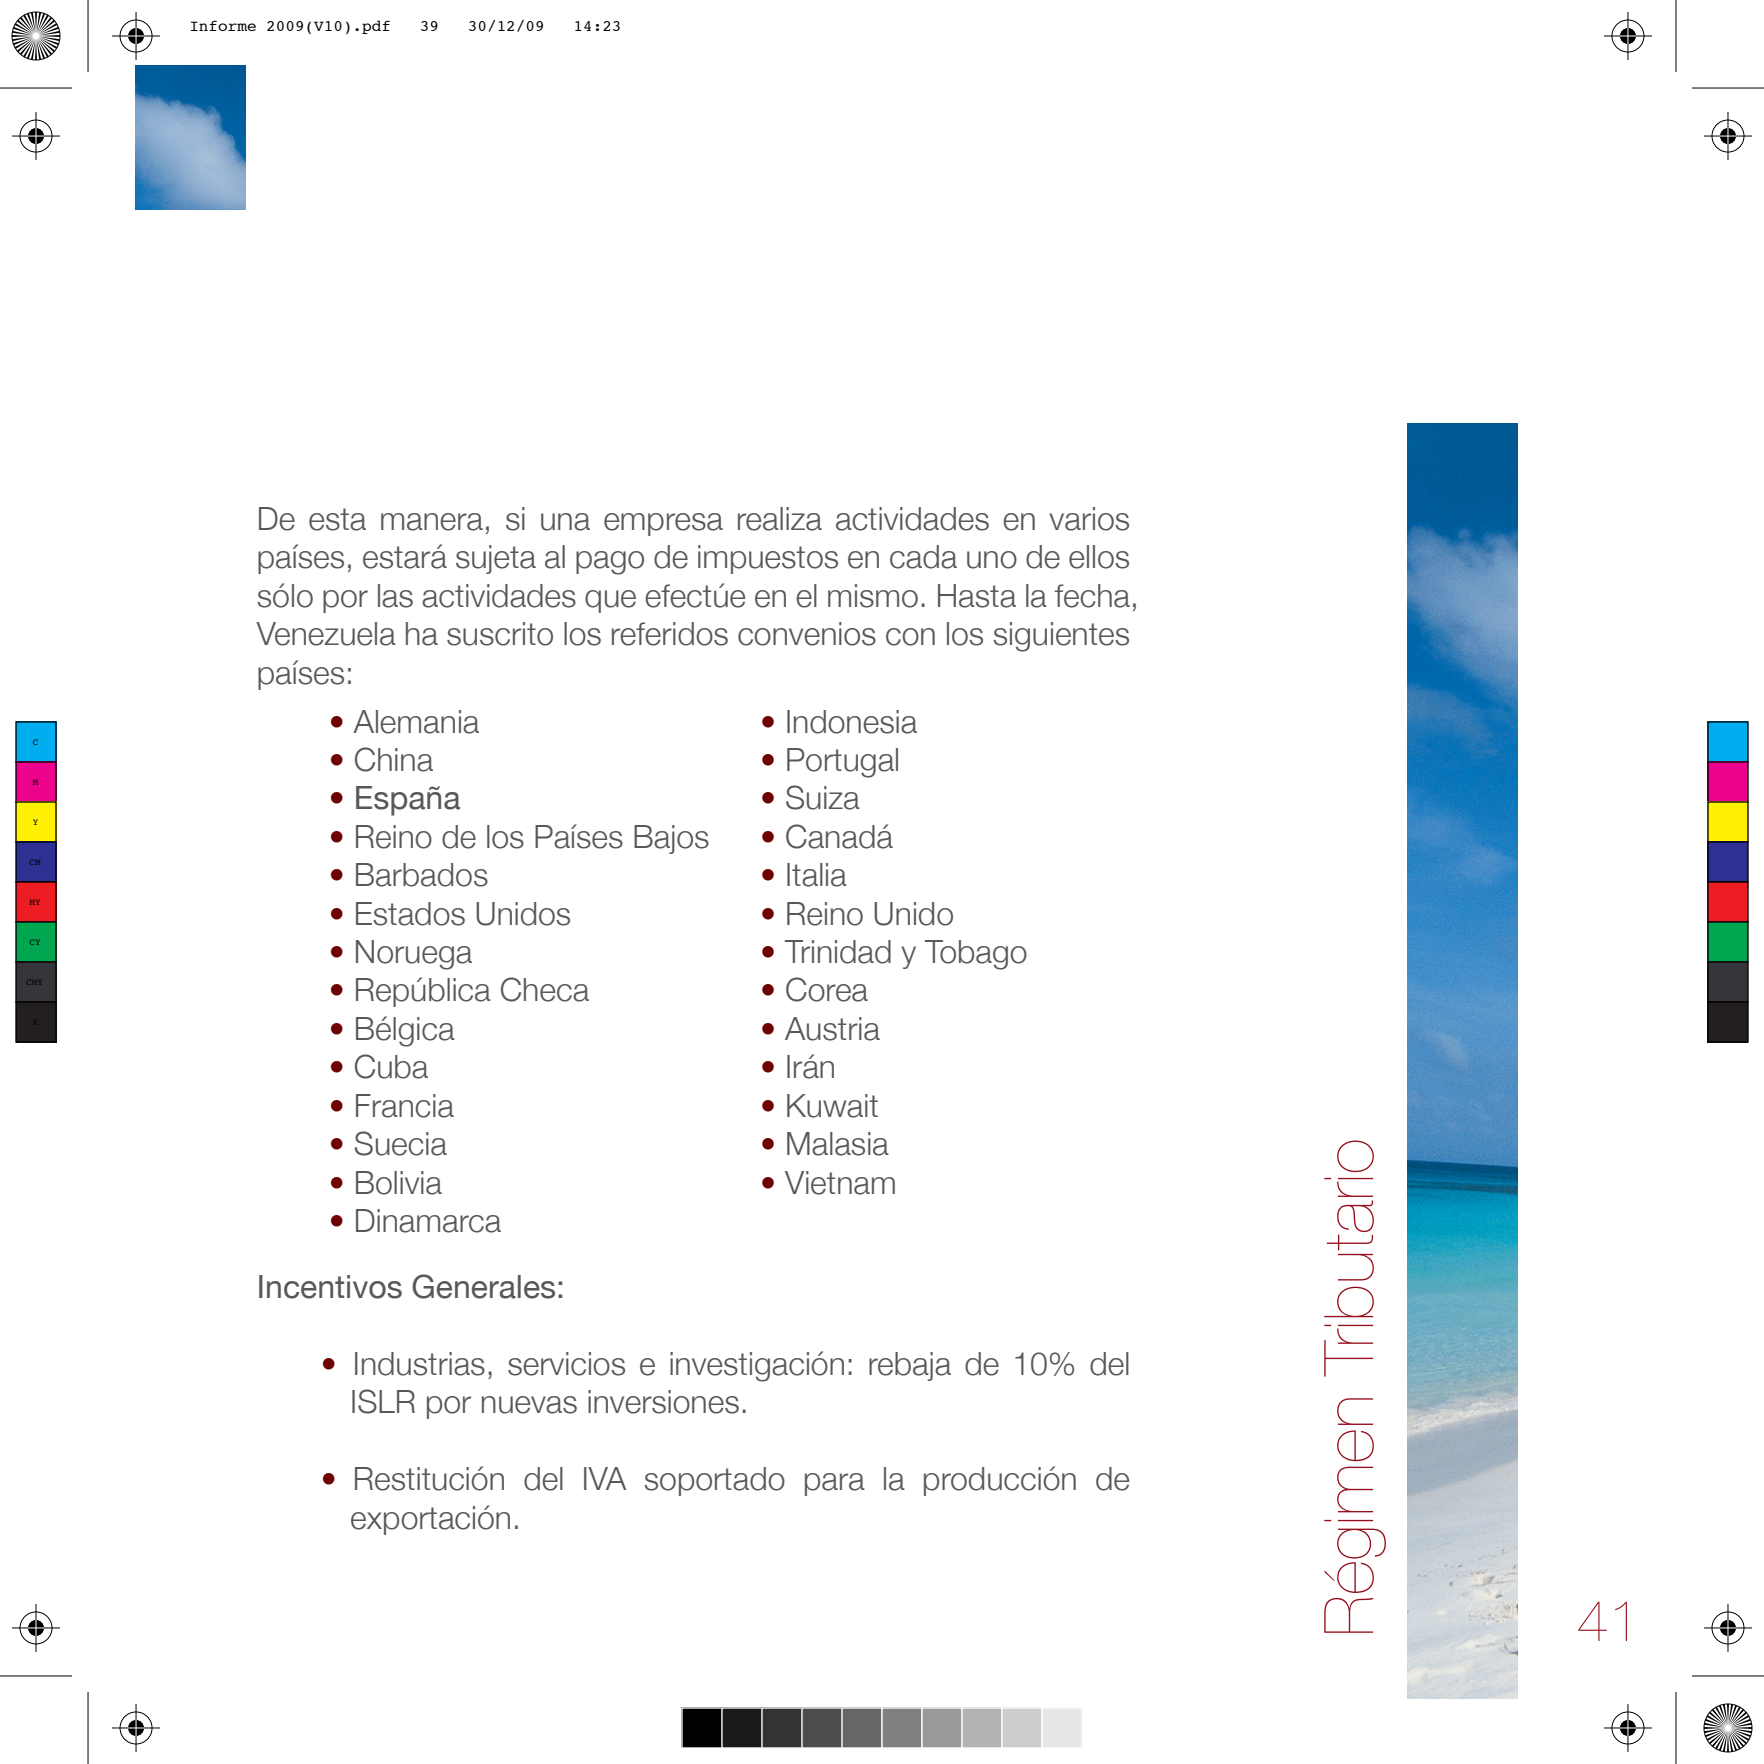 Informe 2009(V10).pdf 39 30/12/09 14:23
De esta manera, si una empresa realiza actividades en varios
países, estará sujeta al pago de impuestos en cada uno de ellos
sólo por las actividades que efectúe en el mismo. Hasta la fecha,
Venezuela ha suscrito los referidos convenios con los siguientes
países:
• Alemania
• China
• España
• Reino de los Países Bajos
• Barbados
• Estados Unidos
• Noruega
• República Checa
• Bélgica
• Cuba
• Francia
• Suecia
• Bolivia
• Dinamarca
• Indonesia
• Portugal
• Suiza
• Canadá
• Italia
• Reino Unido
• Trinidad y Tobago
• Corea
• Austria
• Irán
• Kuwait
• Malasia
• Vietnam
Incentivos Generales:
• Industrias, servicios e investigación: rebaja de 10% del
ISLR por nuevas inversiones.
• Restitución del IVA soportado para la producción de
exportación.
Régimen Tributario
41
C
M
Y
CM
MY
CY
CMY
K